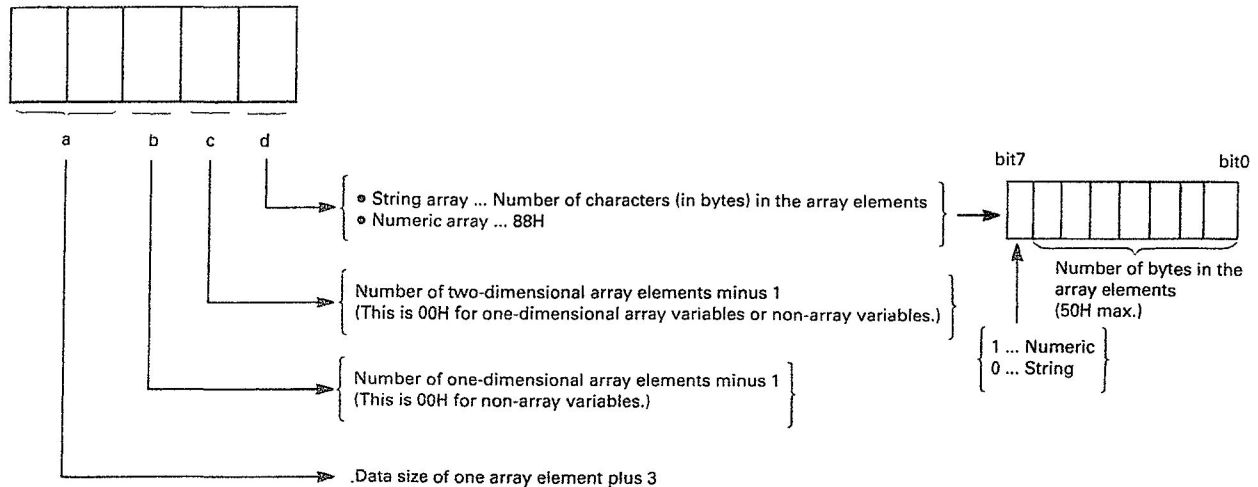 a b c d
• String array ... Number of characters (in bytes) in the array elements
• Numeric array ... 88H
bit7 bit0
Number of bytes in the
array elements
(50H max.)
1 ... Numeric
0 ... String
Number of two-dimensional array elements minus 1
(This is 00H for one-dimensional array variables or non-array variables.)
Number of one-dimensional array elements minus 1
(This is 00H for non-array variables.)
.Data size of one array element plus 3